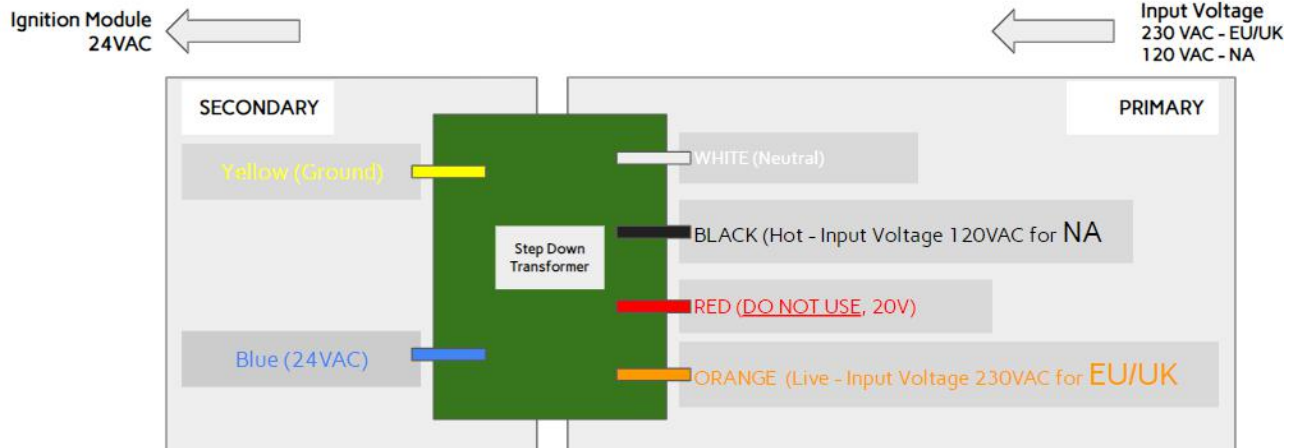 Ignition Module
24VAC
Input Voltage
230 VAC - EU/UK
120 VAC - NA
SECONDARY
PRIMARY
Yellow (Ground)
WHITE (Neutral)
BLACK (Hot - Input Voltage 120VAC for NA
Step Down
Transformer
RED (DO NOT USE, 20V)
Blue (24VAC)
ORANGE (Live - Input Voltage 230VAC for EU/UK